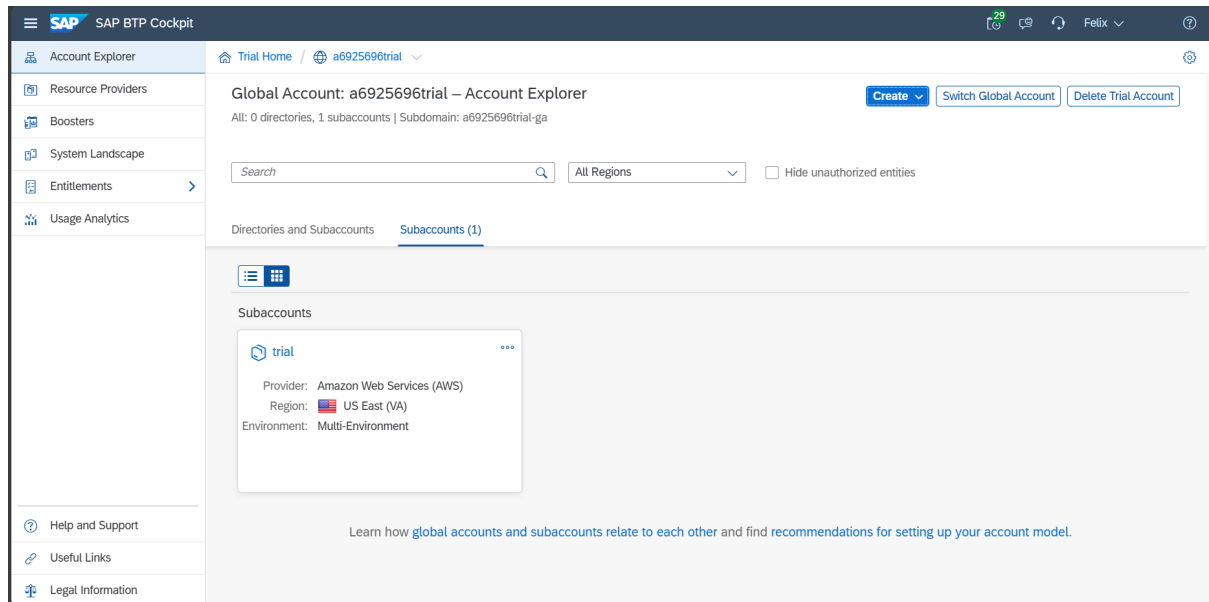 SAP SAP BTP Cockpit 29 Felix
Account Explorer
Resource Providers
Boosters
System Landscape
Entitlements
Usage Analytics
Help and Support
Useful Links
Legal Information
Trial Home / a6925696trial
Global Account: a6925696trial – Account Explorer
Create Switch Global Account Delete Trial Account
All: 0 directories, 1 subaccounts | Subdomain: a6925696trial-ga
Search All Regions Hide unauthorized entities
Directories and Subaccounts Subaccounts (1)
Subaccounts
trial
Provider: Amazon Web Services (AWS)
Region: US East (VA)
Environment: Multi-Environment
Learn how global accounts and subaccounts relate to each other and find recommendations for setting up your account model.